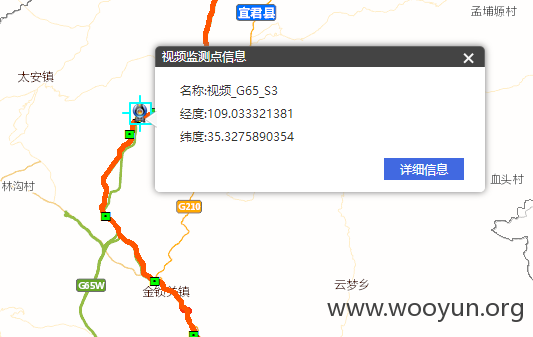 宜君县
孟埔塬村
视频监测点信息
太安镇
名称:视频_G65_S3
经度:109.033321381
纬度:35.3275890354
详细信息
林沟村
血头村
G210
G65W
金锁关镇
云梦乡
www.wooyun.org